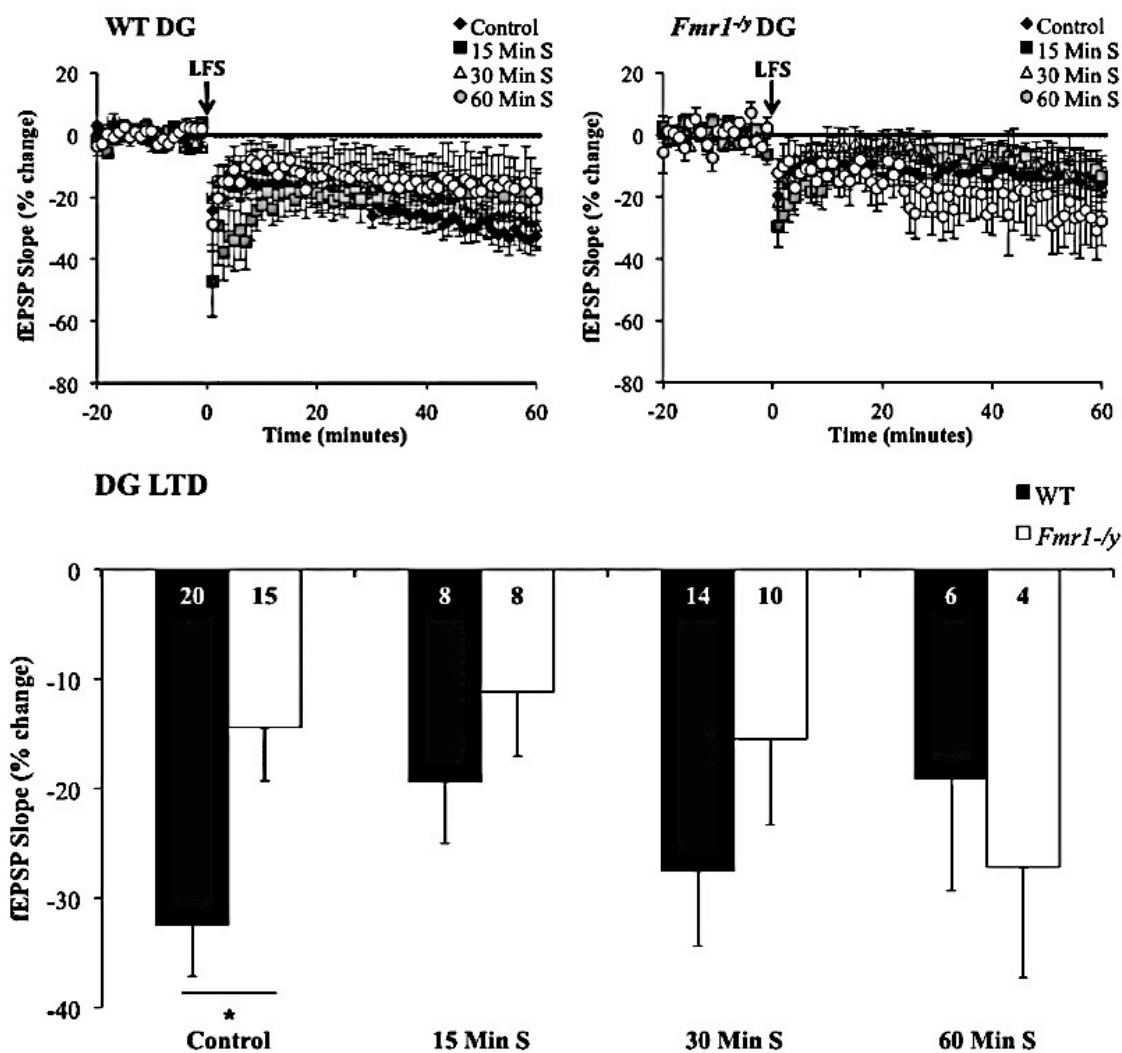 WT DG
◆Control
■15 Min S
△30 Min S
○60 Min S
LFS
20
0
-20
-40
-60
-80
fEPSP Slope (% change)
-20
0
20
40
60
Time (minutes)
Fmr1-/y DG
◆Control
■15 Min S
△30 Min S
○60 Min S
LFS
20
0
-20
-40
-60
-80
fEPSP Slope (% change)
-20
0
20
40
60
Time (minutes)
DG LTD
■WT
□Fmr1-/y
0
-10
-20
-30
-40
fEPSP Slope (% change)
20
15
8
8
14
10
6
4
*
Control
15 Min S
30 Min S
60 Min S